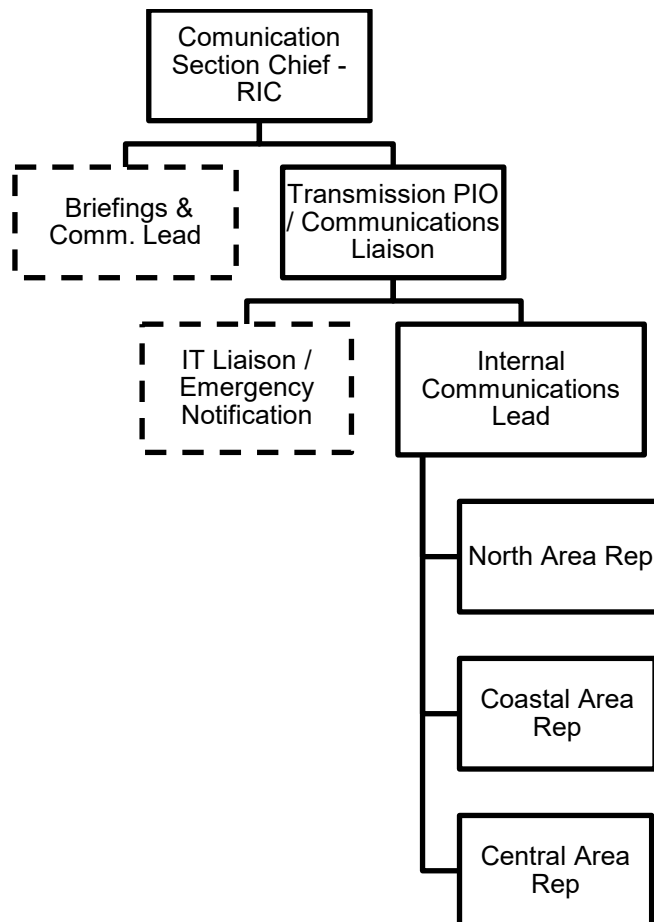 Comunication
Section Chief -
RIC
Briefings &
Comm. Lead
Transmission PIO
/ Communications
Liaison
IT Liaison /
Emergency
Notification
Internal
Communications
Lead
North Area Rep
Coastal Area
Rep
Central Area
Rep